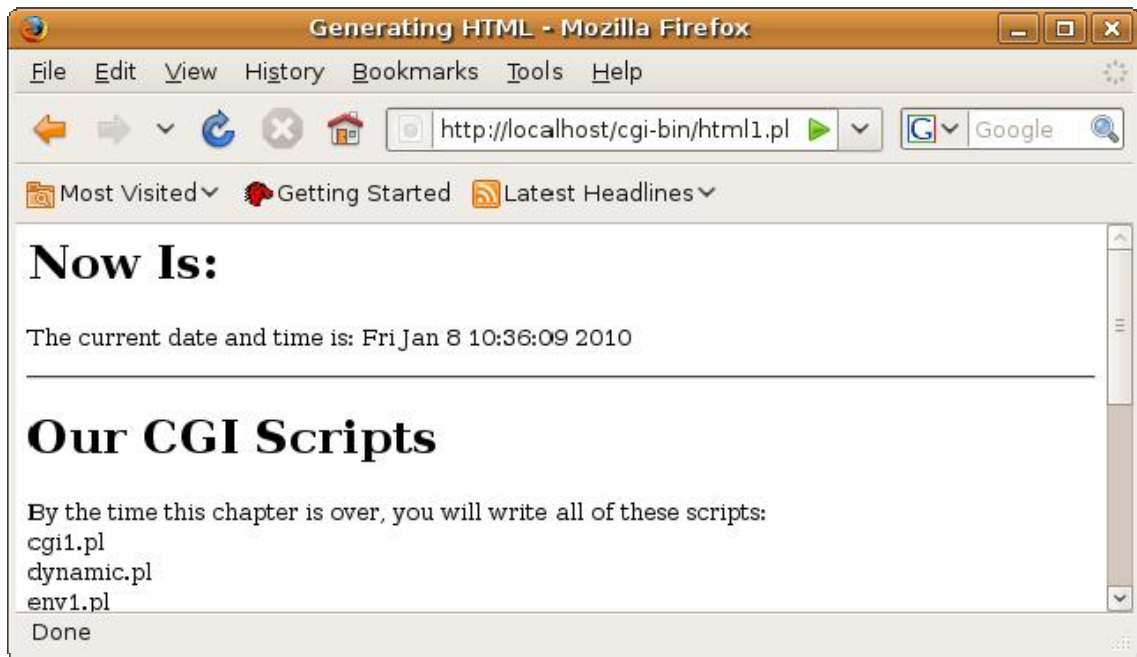 Generating HTML - Mozilla Firefox
File Edit View History Bookmarks Tools Help
http://localhost/cgi-bin/html1.pl G Google
Most Visited Getting Started Latest Headlines
Now Is:
The current date and time is: Fri Jan 8 10:36:09 2010
Our CGI Scripts
By the time this chapter is over, you will write all of these scripts:
cgi1.pl
dynamic.pl
env1.pl
Done